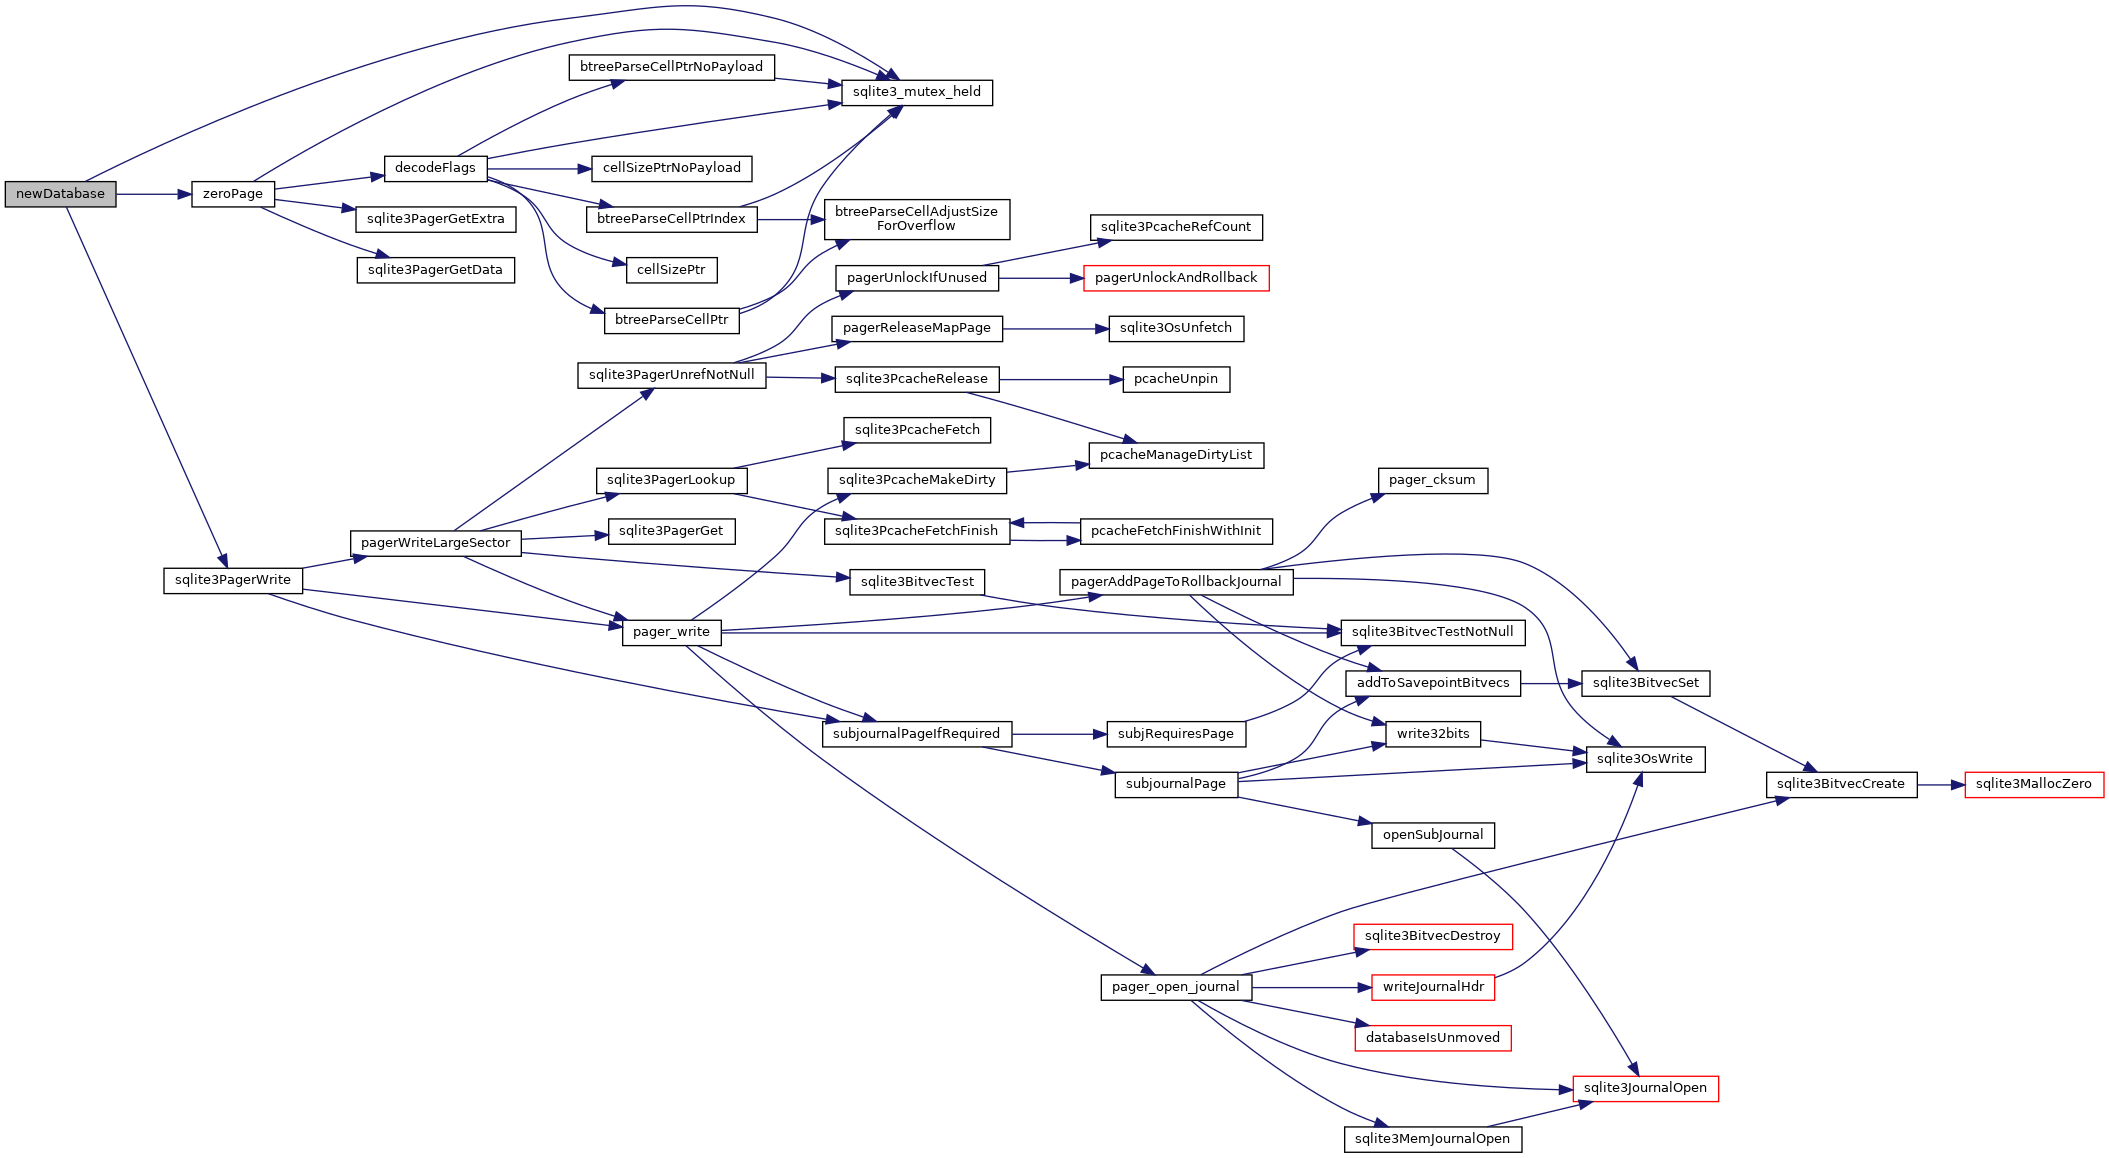 btreeParseCellPtrNoPayload
sqlite3_mutex_held
decodeFlags
cellSizePtrNoPayload
newDatabase
zeroPage
sqlite3PagerGetExtra
btreeParseCellPtrIndex
btreeParseCellAdjustSize
ForOverflow
sqlite3PcacheRefCount
sqlite3PagerGetData
cellSizePtr
pagerUnlockIfUnused
pagerUnlockAndRollback
btreeParseCellPtr
pagerReleaseMapPage
sqlite3OsUnfetch
sqlite3PagerUnrefNotNull
sqlite3PcacheRelease
pcacheUnpin
sqlite3PcacheFetch
pcacheManageDirtyList
sqlite3PagerLookup
sqlite3PcacheMakeDirty
pager_cksum
pagerWriteLargeSector
sqlite3PagerGet
sqlite3PcacheFetchFinish
pcacheFetchFinishWithInit
sqlite3PagerWrite
sqlite3BitvecTest
pagerAddPageToRollbackJournal
pager_write
sqlite3BitvecTestNotNull
addToSavepointBitvecs
sqlite3BitvecSet
subjournalPageIfRequired
subjRequiresPage
write32bits
sqlite3OsWrite
subjournalPage
sqlite3BitvecCreate
sqlite3MallocZero
openSubJournal
sqlite3BitvecDestroy
pager_open_journal
writeJournalHdr
databaseIsUnmoved
sqlite3JournalOpen
sqlite3MemJournalOpen